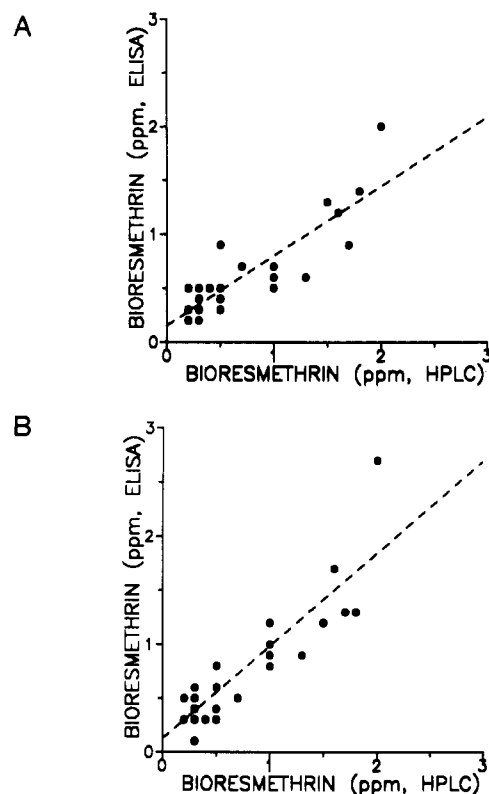 A
BIORESMETHRIN (ppm, ELISA)
3
2
1
0
0 1 2 3
BIORESMETHRIN (ppm, HPLC)
B
BIORESMETHRIN (ppm, ELISA)
3
2
1
0
0 1 2 3
BIORESMETHRIN (ppm, HPLC)